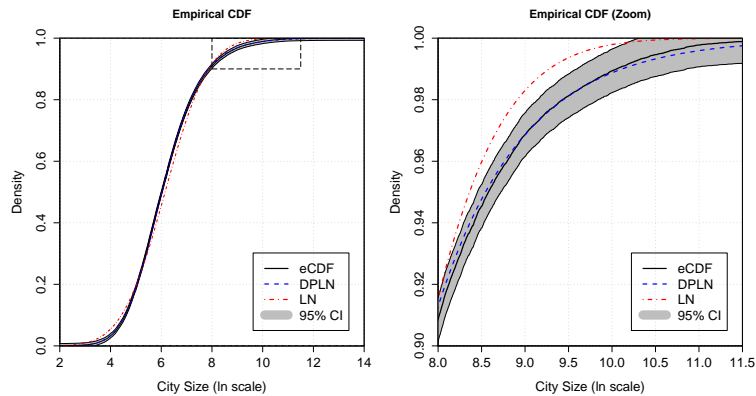 Empirical CDF
Density
1.0
0.8
0.6
0.4
0.2
0.0
2 4 6 8 10 12 14
City Size (ln scale)
eCDF
DPLN
LN
95% CI
Empirical CDF (Zoom)
Density
1.00
0.98
0.96
0.94
0.92
0.90
8.0 8.5 9.0 9.5 10.0 10.5 11.0 11.5
City Size (ln scale)
eCDF
DPLN
LN
95% CI